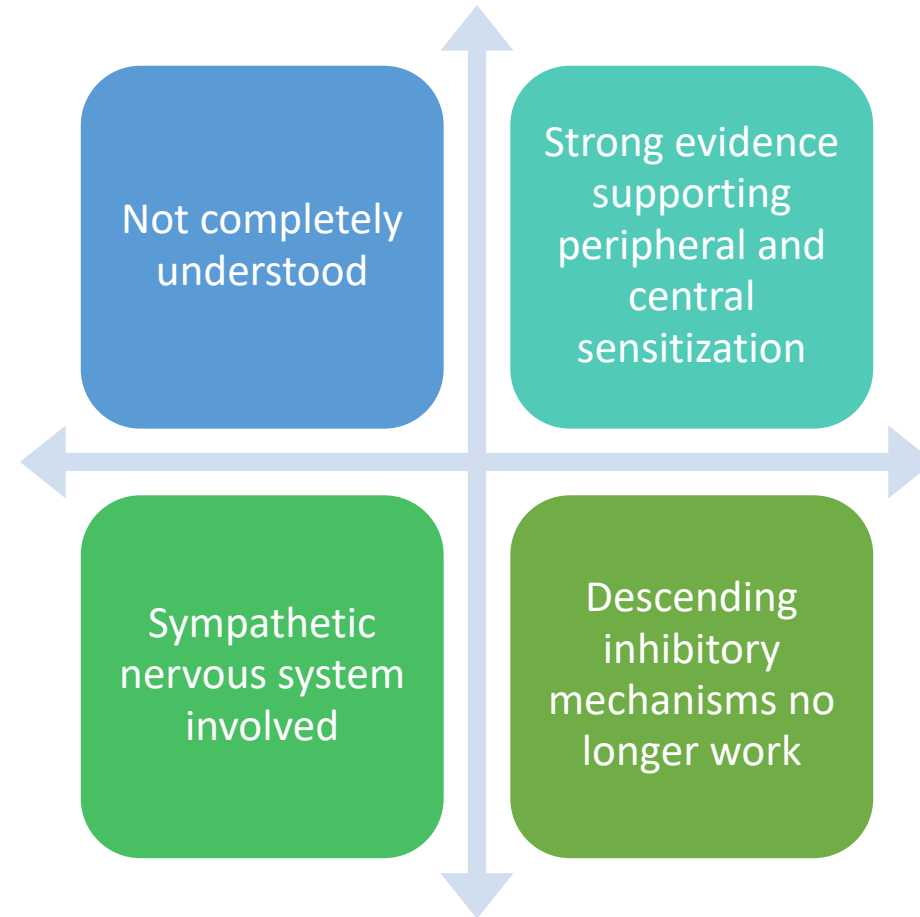 Not completely
understood
Strong evidence
supporting
peripheral and
central
sensitization
Sympathetic
nervous system
involved
Descending
inhibitory
mechanisms no
longer work